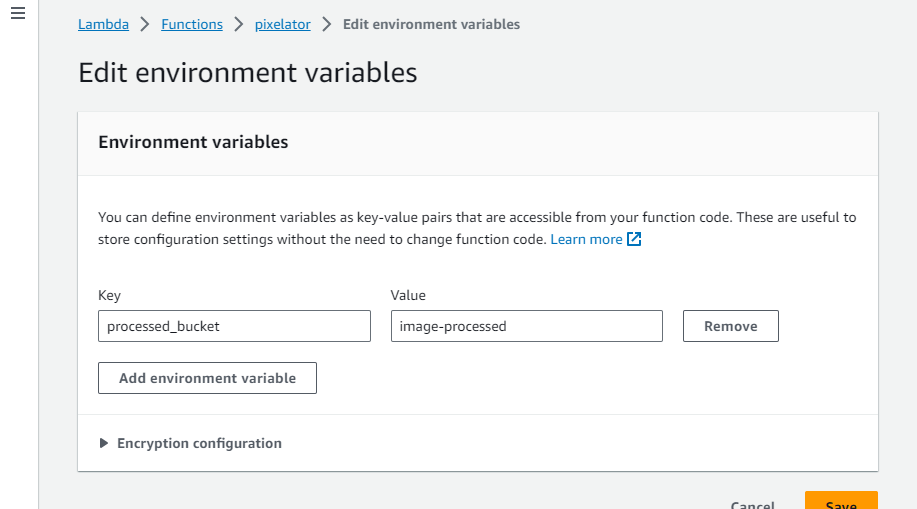 Lambda > Functions > pixelator > Edit environment variables
Edit environment variables
Environment variables
You can define environment variables as key-value pairs that are accessible from your function code. These are useful to
store configuration settings without the need to change function code. Learn more
Key Value
processed_bucket image-processed Remove
Add environment variable
Encryption configuration
Cancel Save